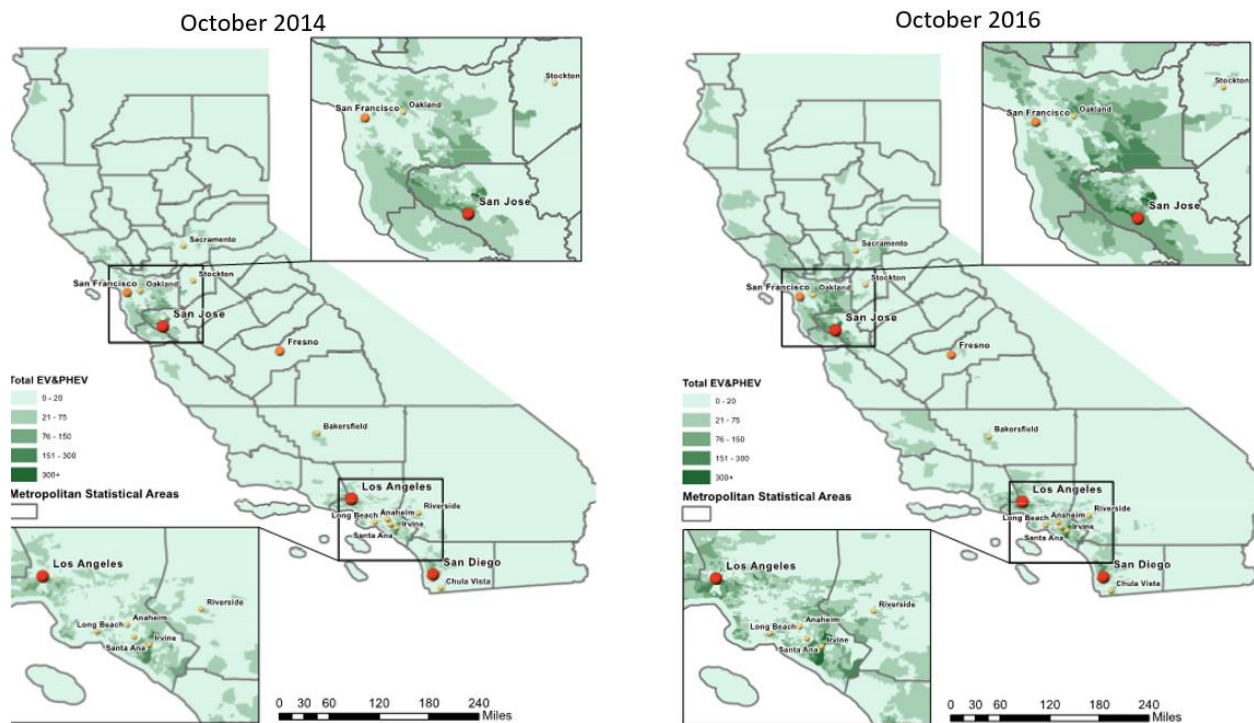 October 2014
Stockton
San Francisco
Oakland
San Jose
Sacramento
Stockton
San Francisco
Oakland
San Jose
Fresno
Total EV&PHEV
0 - 20
21 - 75
76 - 150
151 - 300
300+
Metropolitan Statistical Areas
Bakersfield
Los Angeles
Riverside
Long Beach
Anaheim
Irvine
Santa Ana
San Diego
Chula Vista
Los Angeles
Riverside
Long Beach
Anaheim
Irvine
Santa Ana
0 30 60 120 180 240
Miles
October 2016
Stockton
San Francisco
Oakland
San Jose
Sacramento
Stockton
San Francisco
Oakland
San Jose
Fresno
Total EV&PHEV
0 - 20
21 - 75
76 - 150
151 - 300
300+
Metropolitan Statistical Areas
Bakersfield
Los Angeles
Riverside
Long Beach
Anaheim
Irvine
Santa Ana
San Diego
Chula Vista
Los Angeles
Riverside
Long Beach
Anaheim
Irvine
Santa Ana
0 30 60 120 180 240
Miles